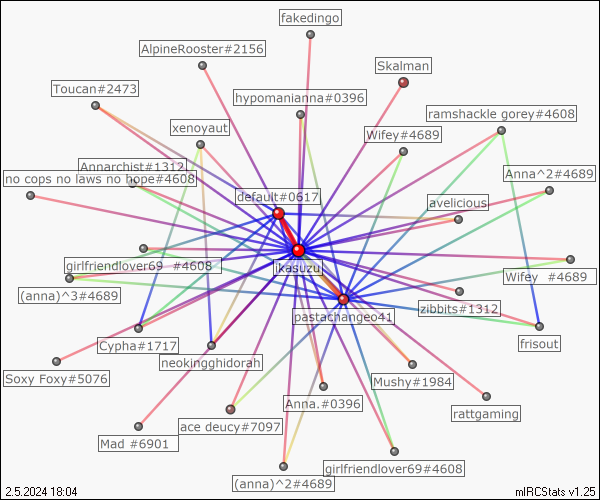 fakedingo
AlpineRooster#2156
Skalman
Toucan#2473
hypomanianna#0396
ramshackle gorey#4608
xenoyaut
Wifey#4689
Annarchist#1312
no cops no laws no hope#4608
Anna^2#4689
default#0617
avelicious
ikasuzu
girlfriendlover69 #4608
Wifey #4689
(anna)^3#4689
pastachangeo41
zibbits#1312
Cypha#1717
frisout
neokingghidorah
Soxy Foxy#5076
Mushy#1984
Anna.#0396
rattgaming
ace deucy#7097
Mad #6901
girlfriendlover69#4608
(anna)^2#4689
2.5.2024 18:04
mIRCStats v1.25